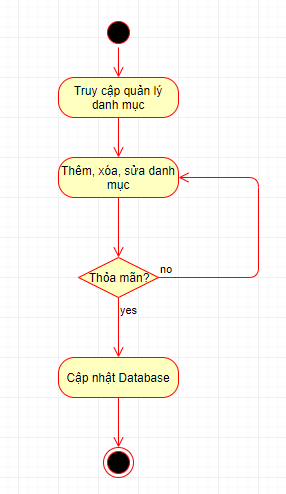 Truy cập quản lý
danh mục
Thêm, xóa, sửa danh
mục
Thỏa mãn?
no
yes
Cập nhật Database